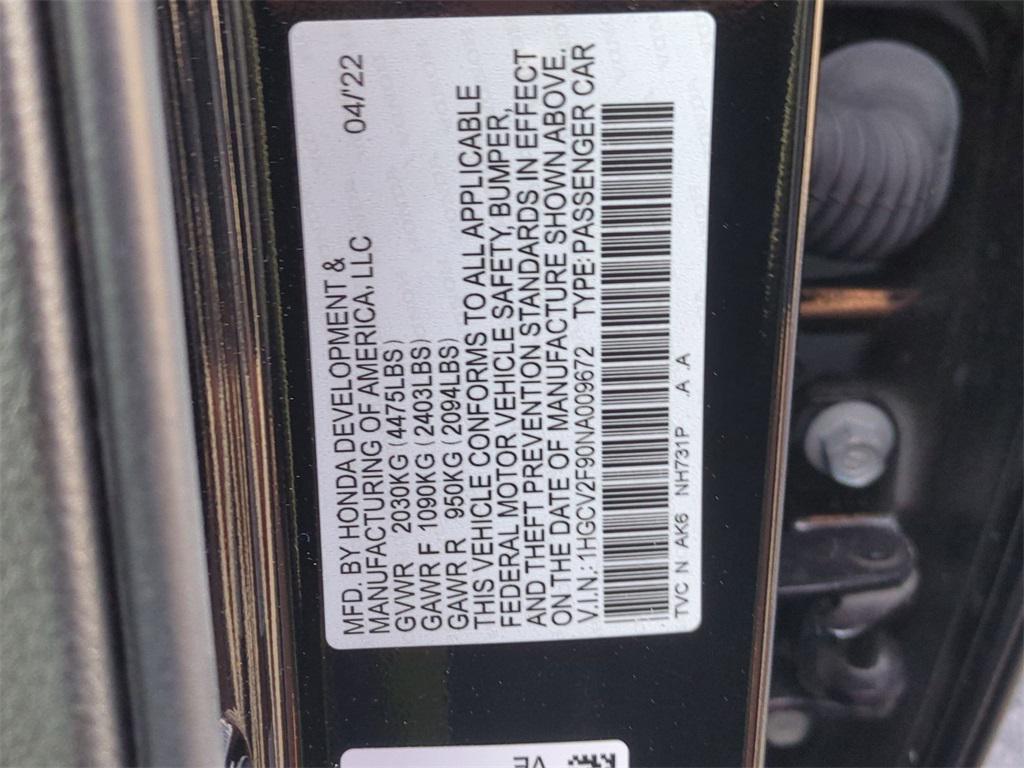 MFD. BY HONDA DEVELOPMENT &
MANUFACTURING OF AMERICA, LLC 04/'22
GVWR 2030KG (4475LBS)
GAWR F 1090KG (2403LBS)
GAWR R 950KG (2094LBS)
THIS VEHICLE CONFORMS TO ALL APPLICABLE
FEDERAL MOTOR VEHICLE SAFETY, BUMPER,
AND THEFT PREVENTION STANDARDS IN EFFECT
ON THE DATE OF MANUFACTURE SHOWN ABOVE.
V.I.N.:1HGCV2F90NA009672 TYPE: PASSENGER CAR
TVC N AK6 NH731P .A .A